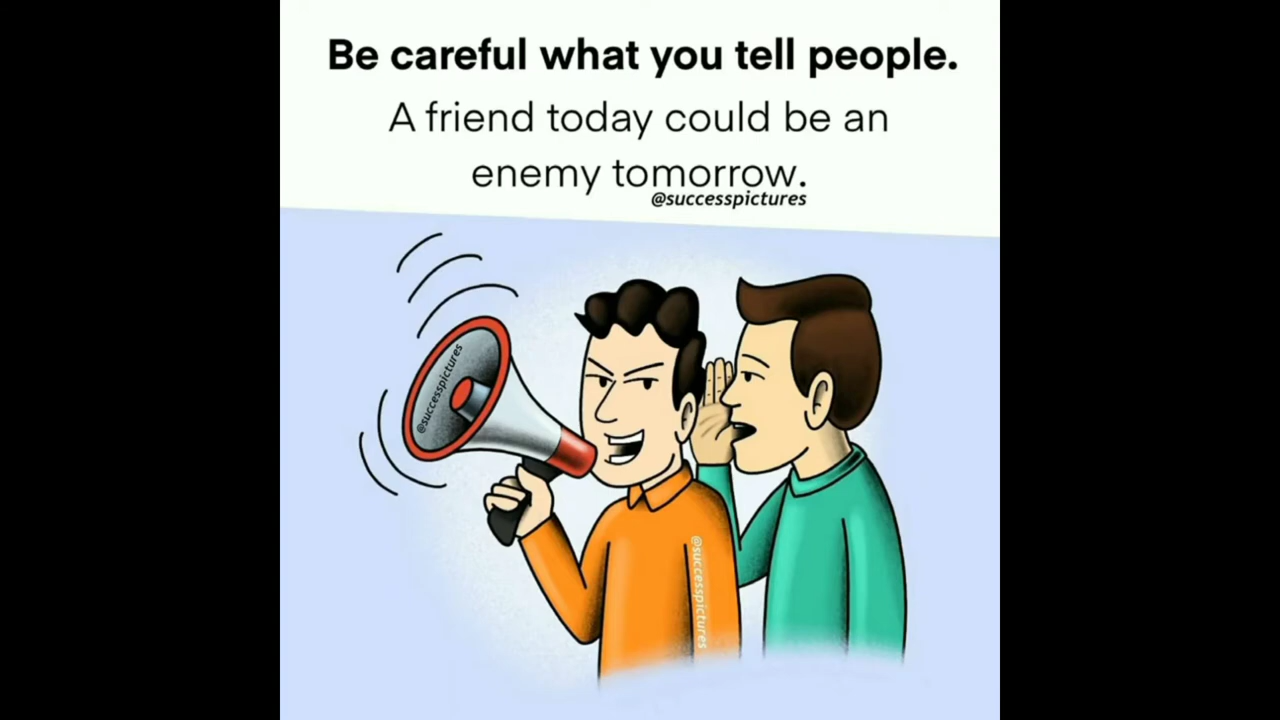 Be careful what you tell people.
A friend today could be an
enemy tomorrow.
@successpictures
@successpictures
@successpictures